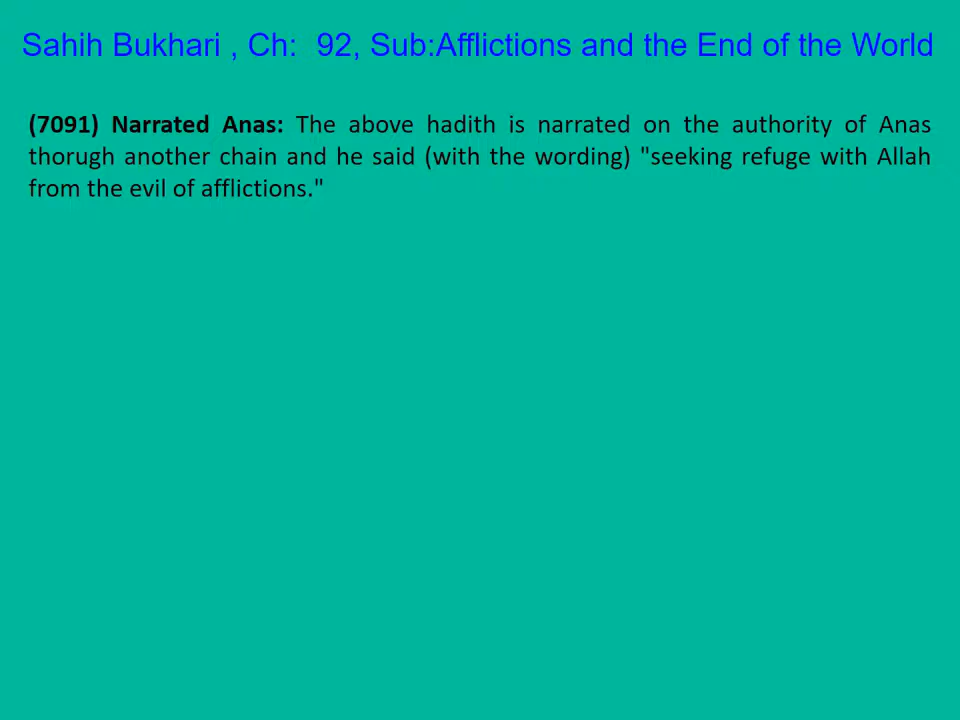 Sahih Bukhari , Ch:  92, Sub:Afflictions and the End of the World
(7091) Narrated Anas: The above hadith is narrated on the authority of Anas
thorugh another chain and he said (with the wording) "seeking refuge with Allah
from the evil of afflictions."